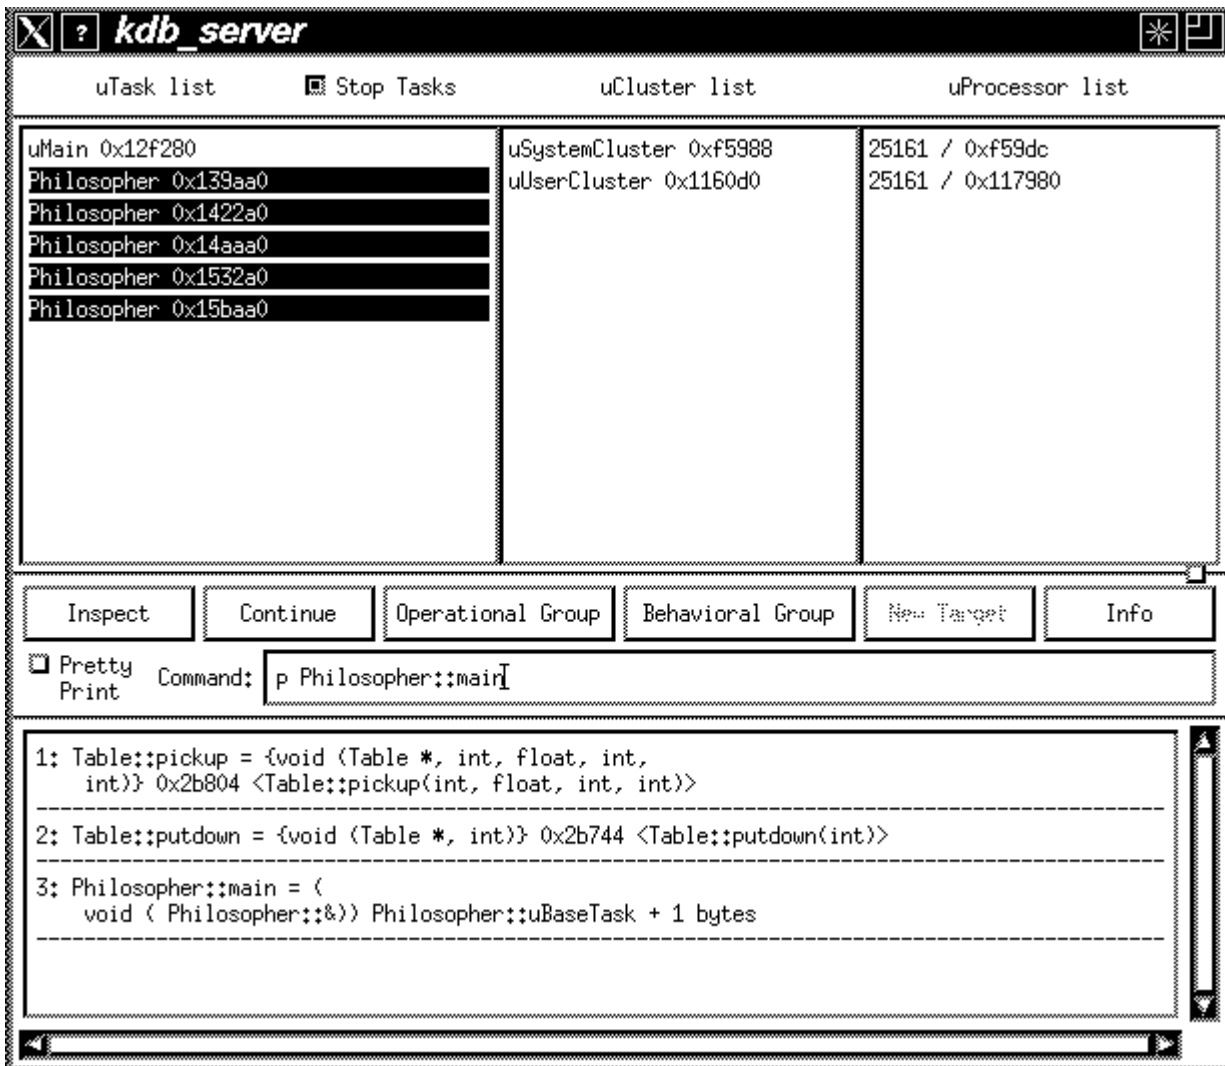 X ? kdb_server
uTask list Stop Tasks uCluster list uProcessor list
uMain 0x12f280 uSystemCluster 0xf5988 25161 / 0xf59dc
Philosopher 0x139aa0 uUserCluster 0x1160d0 25161 / 0x117980
Philosopher 0x1422a0
Philosopher 0x14aaa0
Philosopher 0x1532a0
Philosopher 0x15baa0
Inspect Continue Operational Group Behavioral Group New Target Info
Pretty
Print
Command: p Philosopher::main
1: Table::pickup = {void (Table *, int, float, int,
int)} 0x2b804 <Table::pickup(int, float, int, int)>
2: Table::putdown = {void (Table *, int)} 0x2b744 <Table::putdown(int)>
3: Philosopher::main = (
void ( Philosopher::&)) Philosopher::uBaseTask + 1 bytes